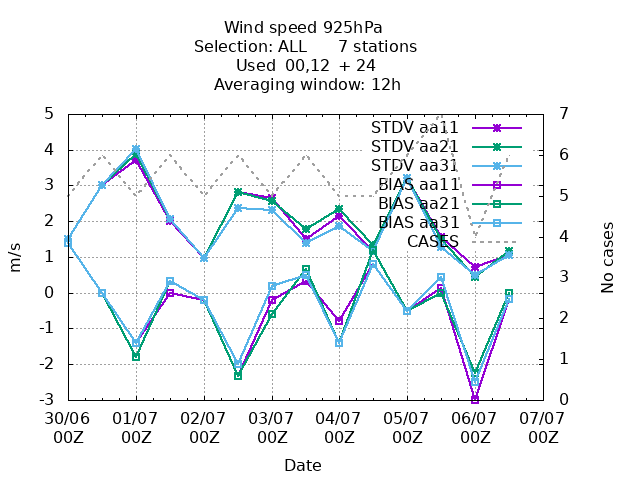 Wind speed 925hPa
Selection: ALL      7 stations
Used  00,12  + 24
Averaging window: 12h
5 7
STDV aa11
4 STDV aa21 6
STDV aa31
3 BIAS aa11 5
BIAS aa21
2 BIAS aa31
1 CASES 4
m/s No cases
0 3
-1 2
-2 1
-3 0
30/06 01/07 02/07 03/07 04/07 05/07 06/07 07/07
00Z 00Z 00Z 00Z 00Z 00Z 00Z 00Z
Date